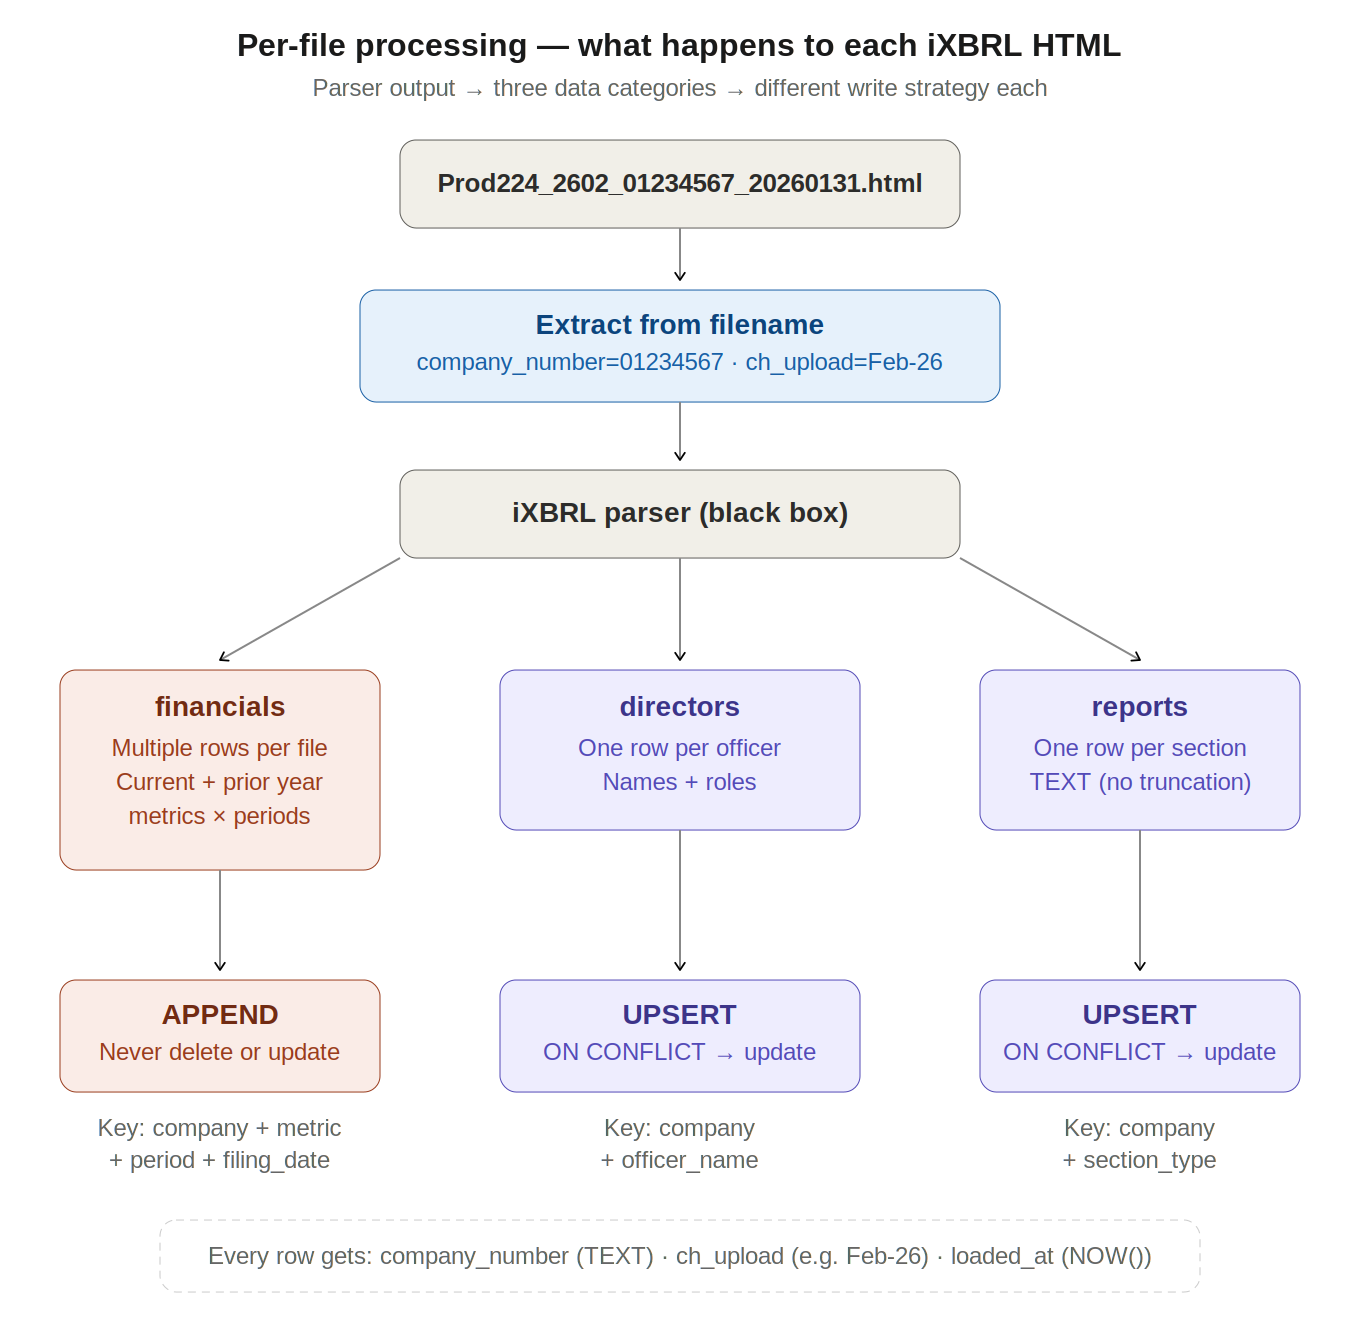 Per-file processing — what happens to each iXBRL HTML
Parser output → three data categories → different write strategy each
Prod224_2602_01234567_20260131.html
Extract from filename
company_number=01234567 · ch_upload=Feb-26
iXBRL parser (black box)
financials
Multiple rows per file
Current + prior year
metrics × periods
directors
One row per officer
Names + roles
reports
One row per section
TEXT (no truncation)
APPEND
Never delete or update
UPSERT
ON CONFLICT → update
UPSERT
ON CONFLICT → update
Key: company + metric
+ period + filing_date
Key: company
+ officer_name
Key: company
+ section_type
Every row gets: company_number (TEXT) · ch_upload (e.g. Feb-26) · loaded_at (NOW())